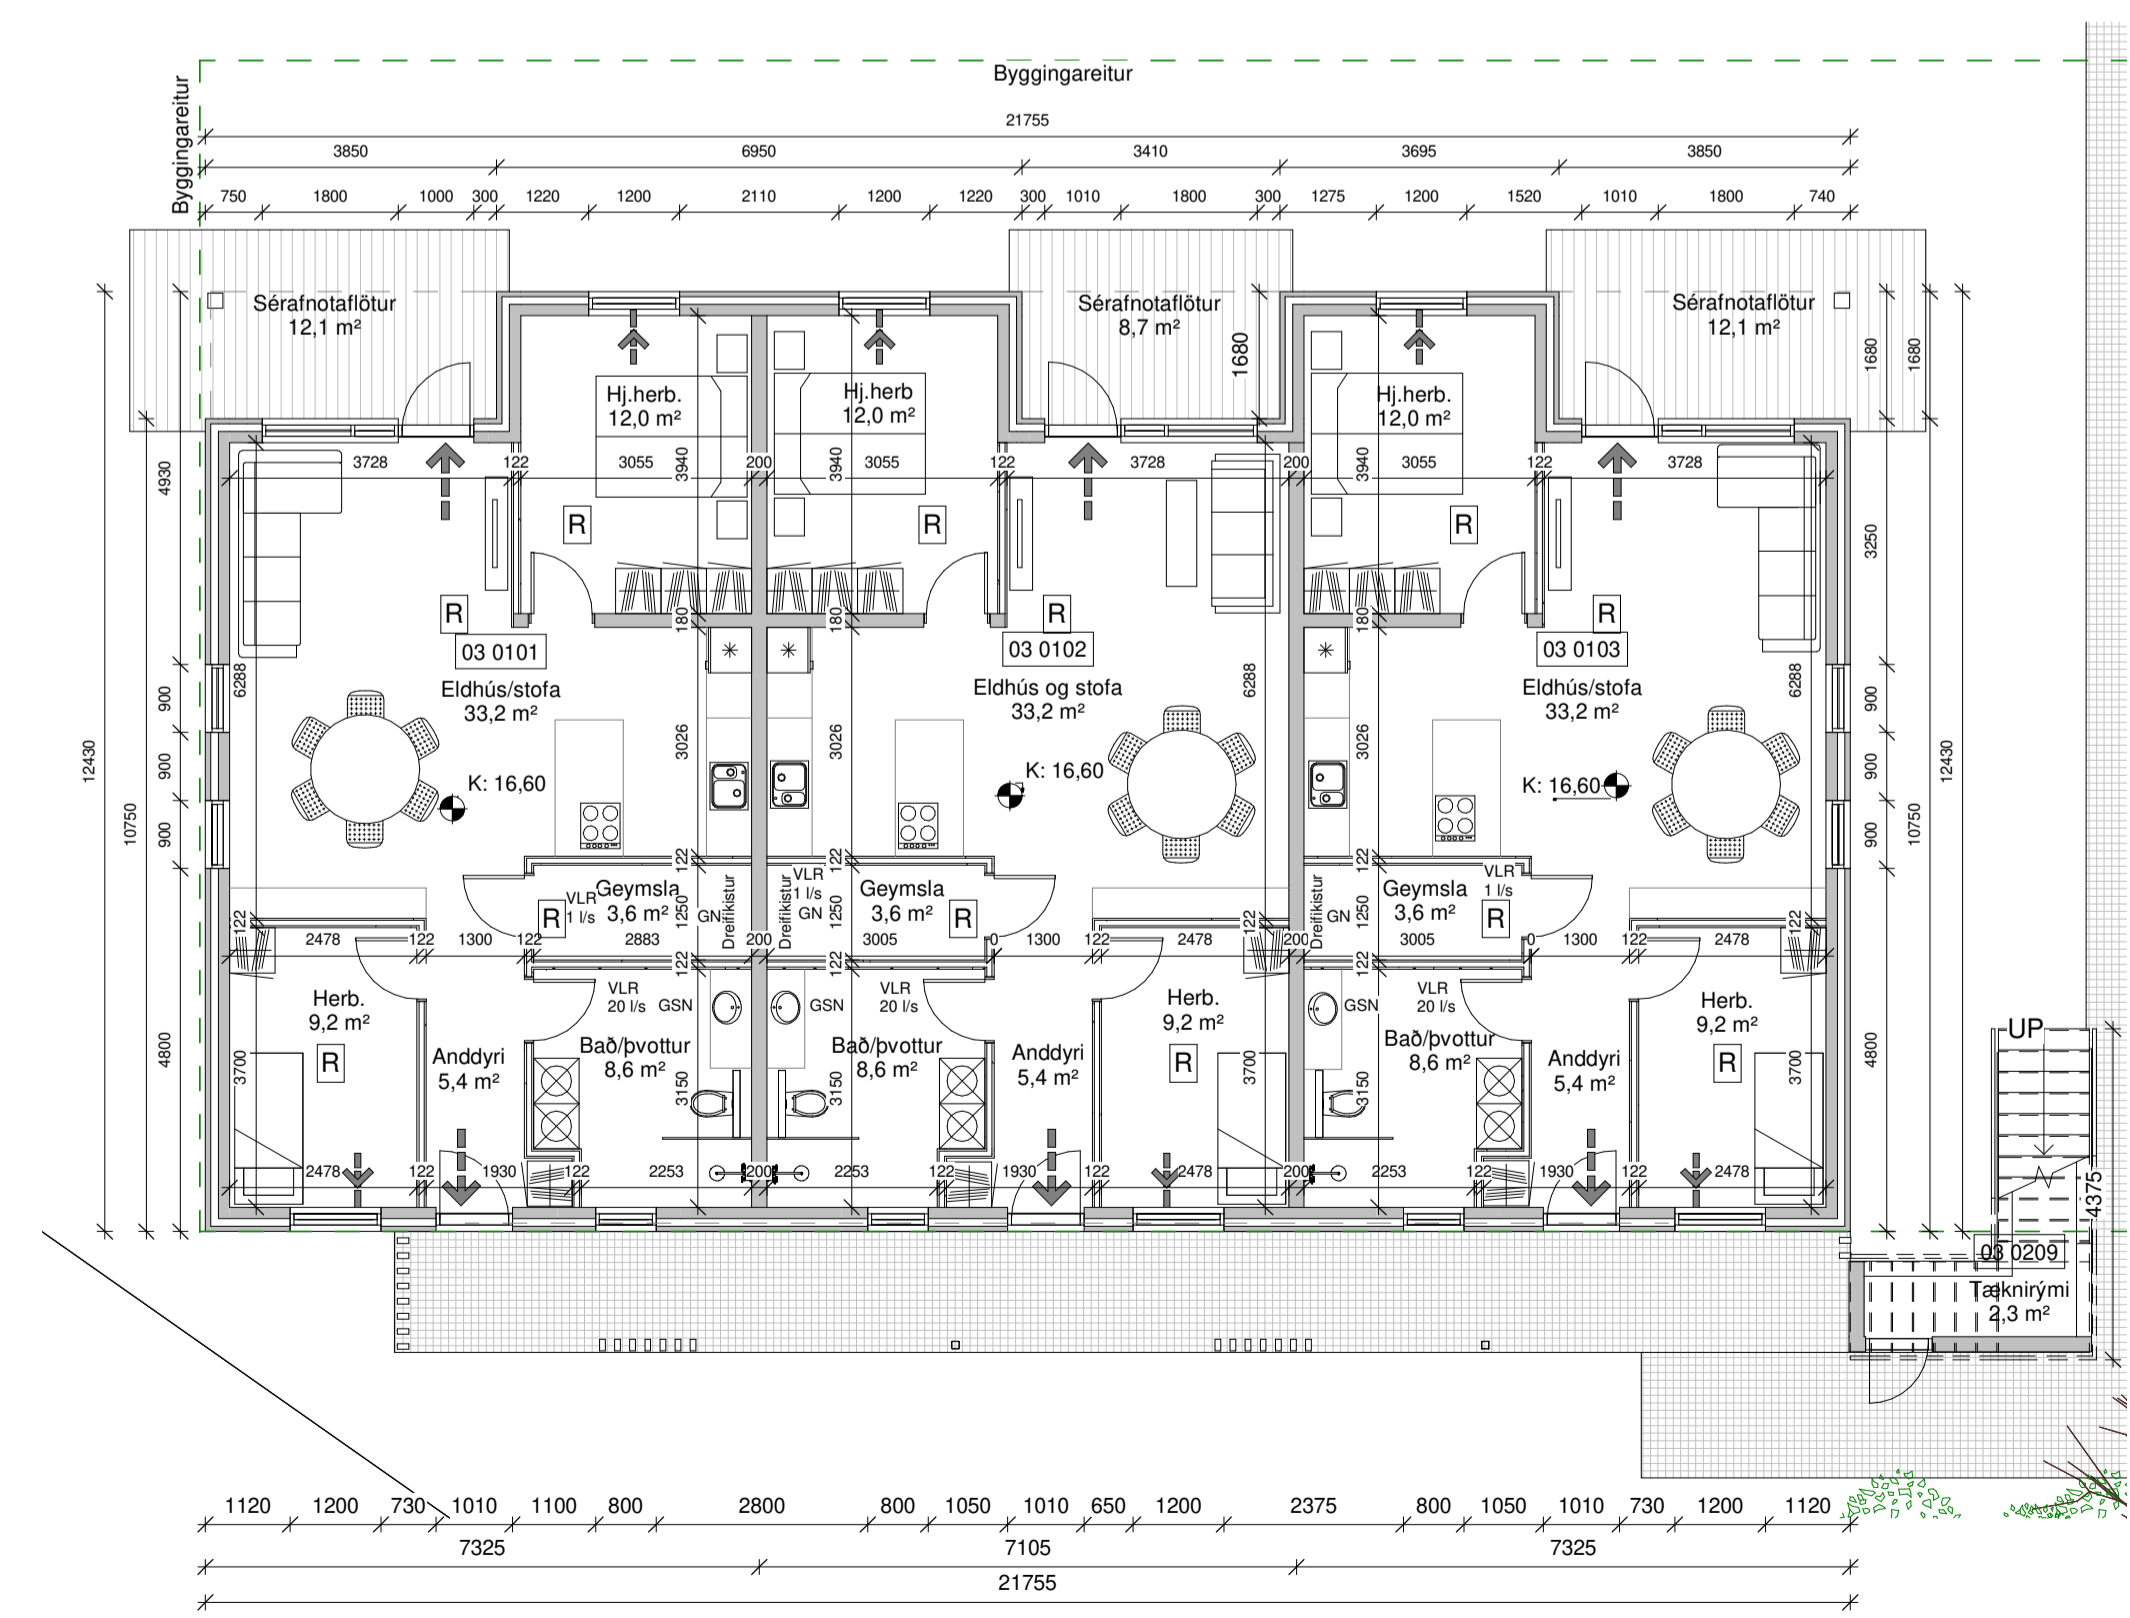 Byggingareitur
Byggingareitur
21755
3850 6950 3410 3695 3850
750 1800 1000 300 1220 1200 2110 1200 1220 300 1010 1800 300 1275 1200 1520 1010 1800 740
Sérafnotaflötur
12,1 m²
Sérafnotaflötur
8,7 m²
Sérafnotaflötur
12,1 m²
1680 1680 1680
Hj.herb.
12,0 m²
Hj.herb
12,0 m²
Hj.herb.
12,0 m²
3728 122 3055 3940 200 3940 3055 122 3728 200 3940 3055 122 3728
4930
3250
R R R
R R R
03 0101 03 0102 03 0103
180 180 180
Eldhús/stofa
33,2 m²
Eldhús og stofa
33,2 m²
Eldhús/stofa
33,2 m²
6288 6288 6288
900 900 900
900 900 900
3026 3026 3026
12430 10750
10750 12430
K: 16,60 K: 16,60 K: 16,60
122 122 122
Geymsla
3,6 m²
VLR
1 l/s
R
1250
GN
Dreifikistur
Dreifikistur
VLR
1 l/s
GN
1250
Geymsla
3,6 m²
R
Dreifikistur
GN
1250
Geymsla
3,6 m²
VLR
1 l/s
R
122 122 122
2478 122 1300 122 2883 200 3005 0 1300 122 2478 200 3005 0 1300 122 2478
122 122 122
VLR
20 l/s
GSN
GSN
VLR
20 l/s
GSN
VLR
20 l/s
Herb.
9,2 m²
R
Anddyri
5,4 m²
Bað/þvottur
8,6 m²
Bað/þvottur
8,6 m²
Anddyri
5,4 m²
Herb.
9,2 m²
R
Bað/þvottur
8,6 m²
Anddyri
5,4 m²
Herb.
9,2 m²
R
4800 3700 3150 3150 3700 3150 3700 4800
UP
4375
2478 122 1930 122 2253 200 2253 122 1930 122 2478 200 2253 122 1930 122 2478
03 0209
Tæknirými
2,3 m²
1120 1200 730 1010 1100 800 2800 800 1050 1010 650 1200 2375 800 1050 1010 730 1200 1120
7325 7105 7325
21755